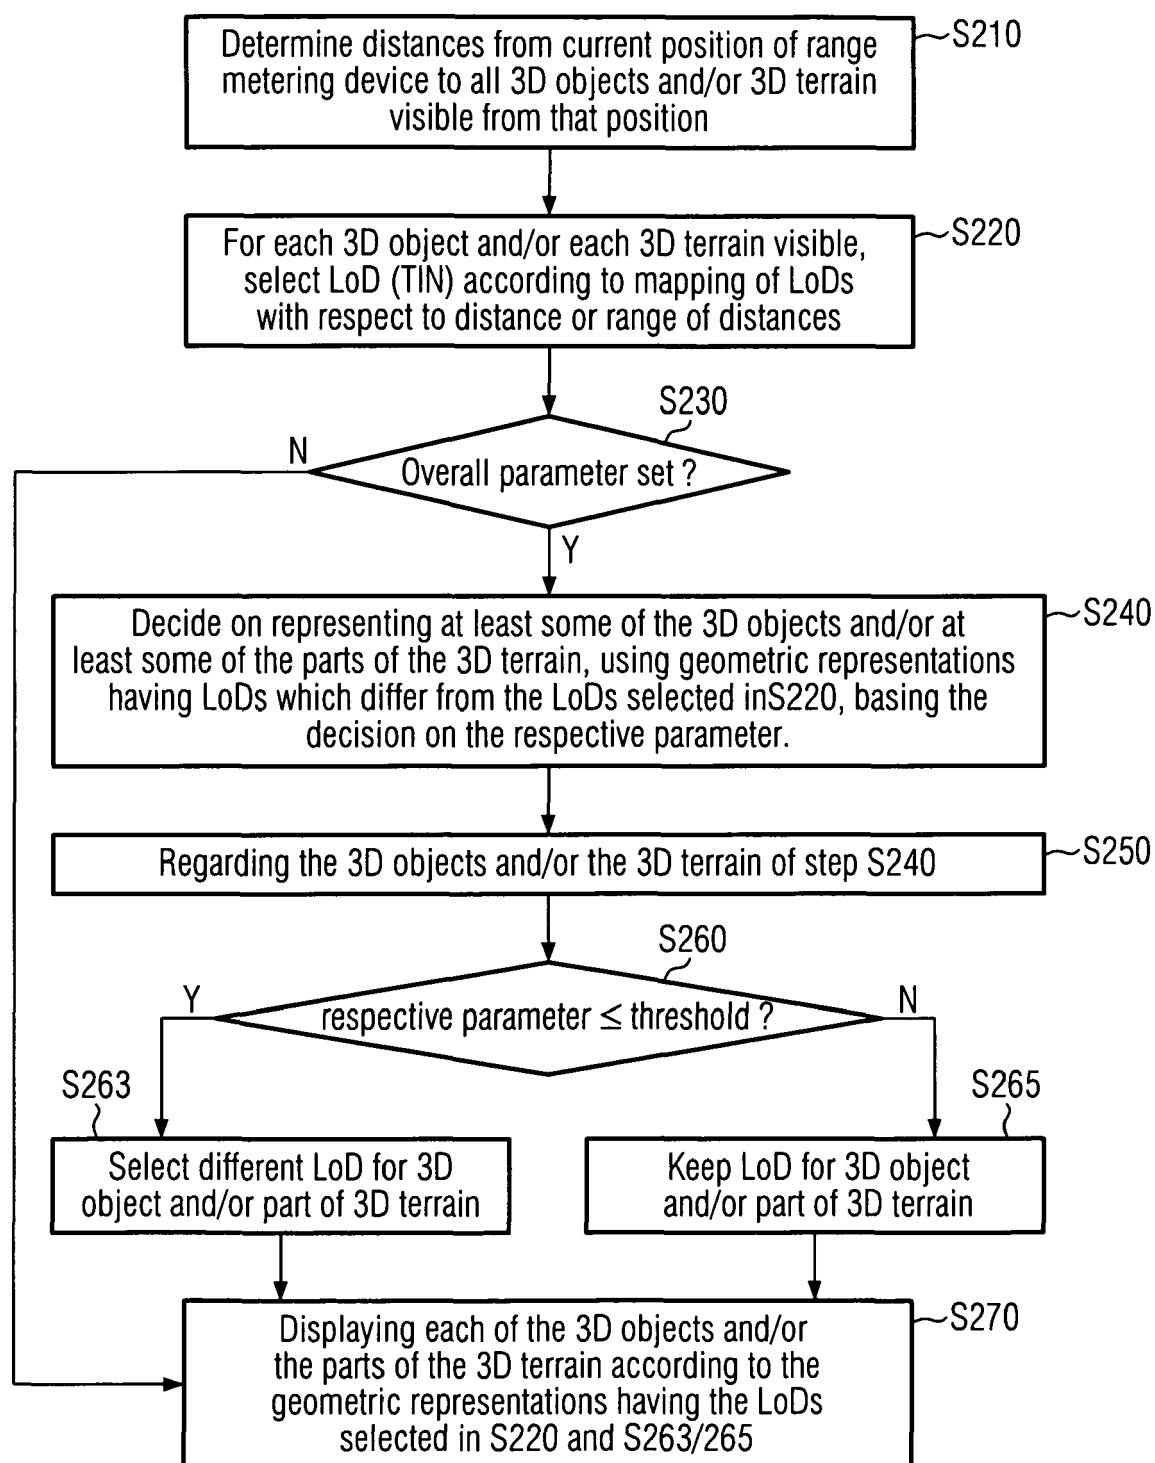 Determine distances from current position of range
metering device to all 3D objects and/or 3D terrain
visible from that position
S210
For each 3D object and/or each 3D terrain visible,
select LoD (TIN) according to mapping of LoDs
with respect to distance or range of distances
S220
S230
N
Overall parameter set ?
Y
Decide on representing at least some of the 3D objects and/or at
least some of the parts of the 3D terrain, using geometric representations
having LoDs which differ from the LoDs selected inS220, basing the
decision on the respective parameter.
S240
Regarding the 3D objects and/or the 3D terrain of step S240
S250
S260
Y
respective parameter ≤ threshold ?
N
S263
S265
Select different LoD for 3D
object and/or part of 3D terrain
Keep LoD for 3D object
and/or part of 3D terrain
Displaying each of the 3D objects and/or
the parts of the 3D terrain according to the
geometric representations having the LoDs
selected in S220 and S263/265
S270